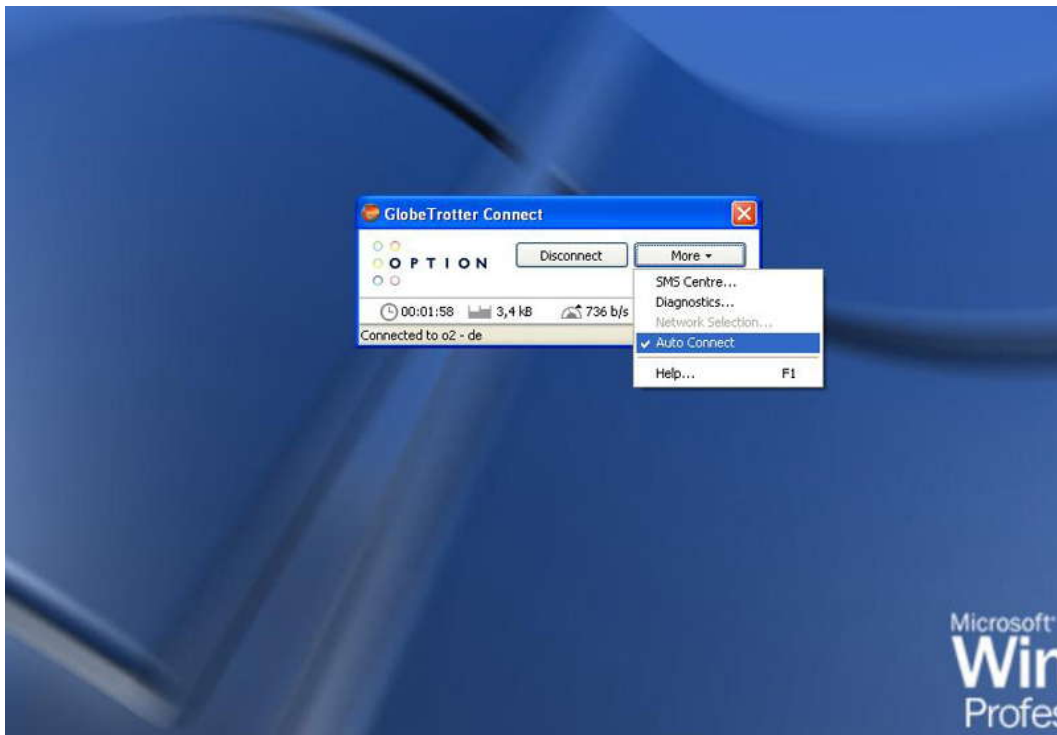 GlobeTrotter Connect
OPTION
Disconnect
More
SMS Centre...
Diagnostics...
Network Selection...
Auto Connect
Help... F1
00:01:58 3,4 kB 736 b/s
Connected to o2 - de
Microsoft
Win
Profes